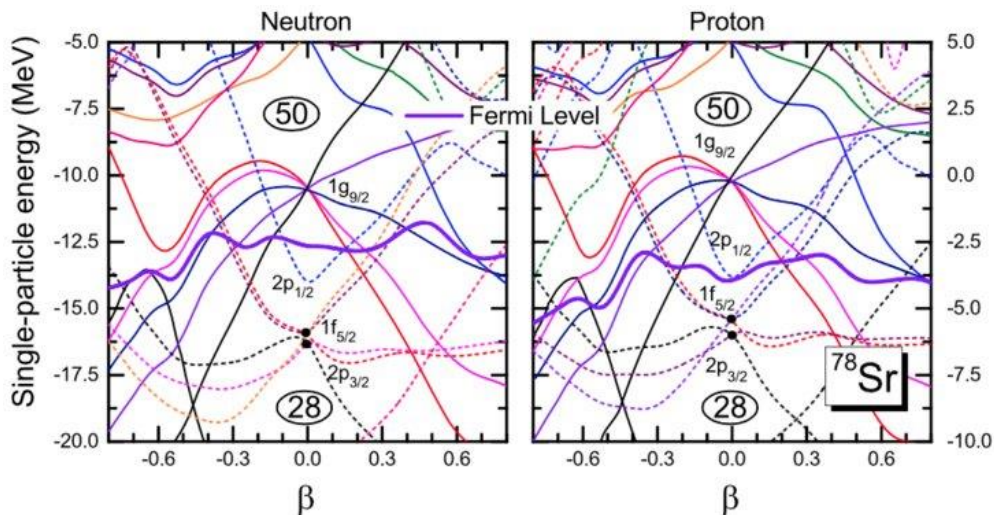 Neutron
Proton
Single-particle energy (MeV)
-5.0
-7.5
-10.0
-12.5
-15.0
-17.5
-20.0
50
Fermi Level
1g9/2
2p1/2
1f5/2
2p3/2
28
-0.6 -0.3 0.0 0.3 0.6
β
50
1g9/2
2p1/2
1f5/2
2p3/2
28
78Sr
-0.6 -0.3 0.0 0.3 0.6
β
5.0
2.5
0.0
-2.5
-5.0
-7.5
-10.0